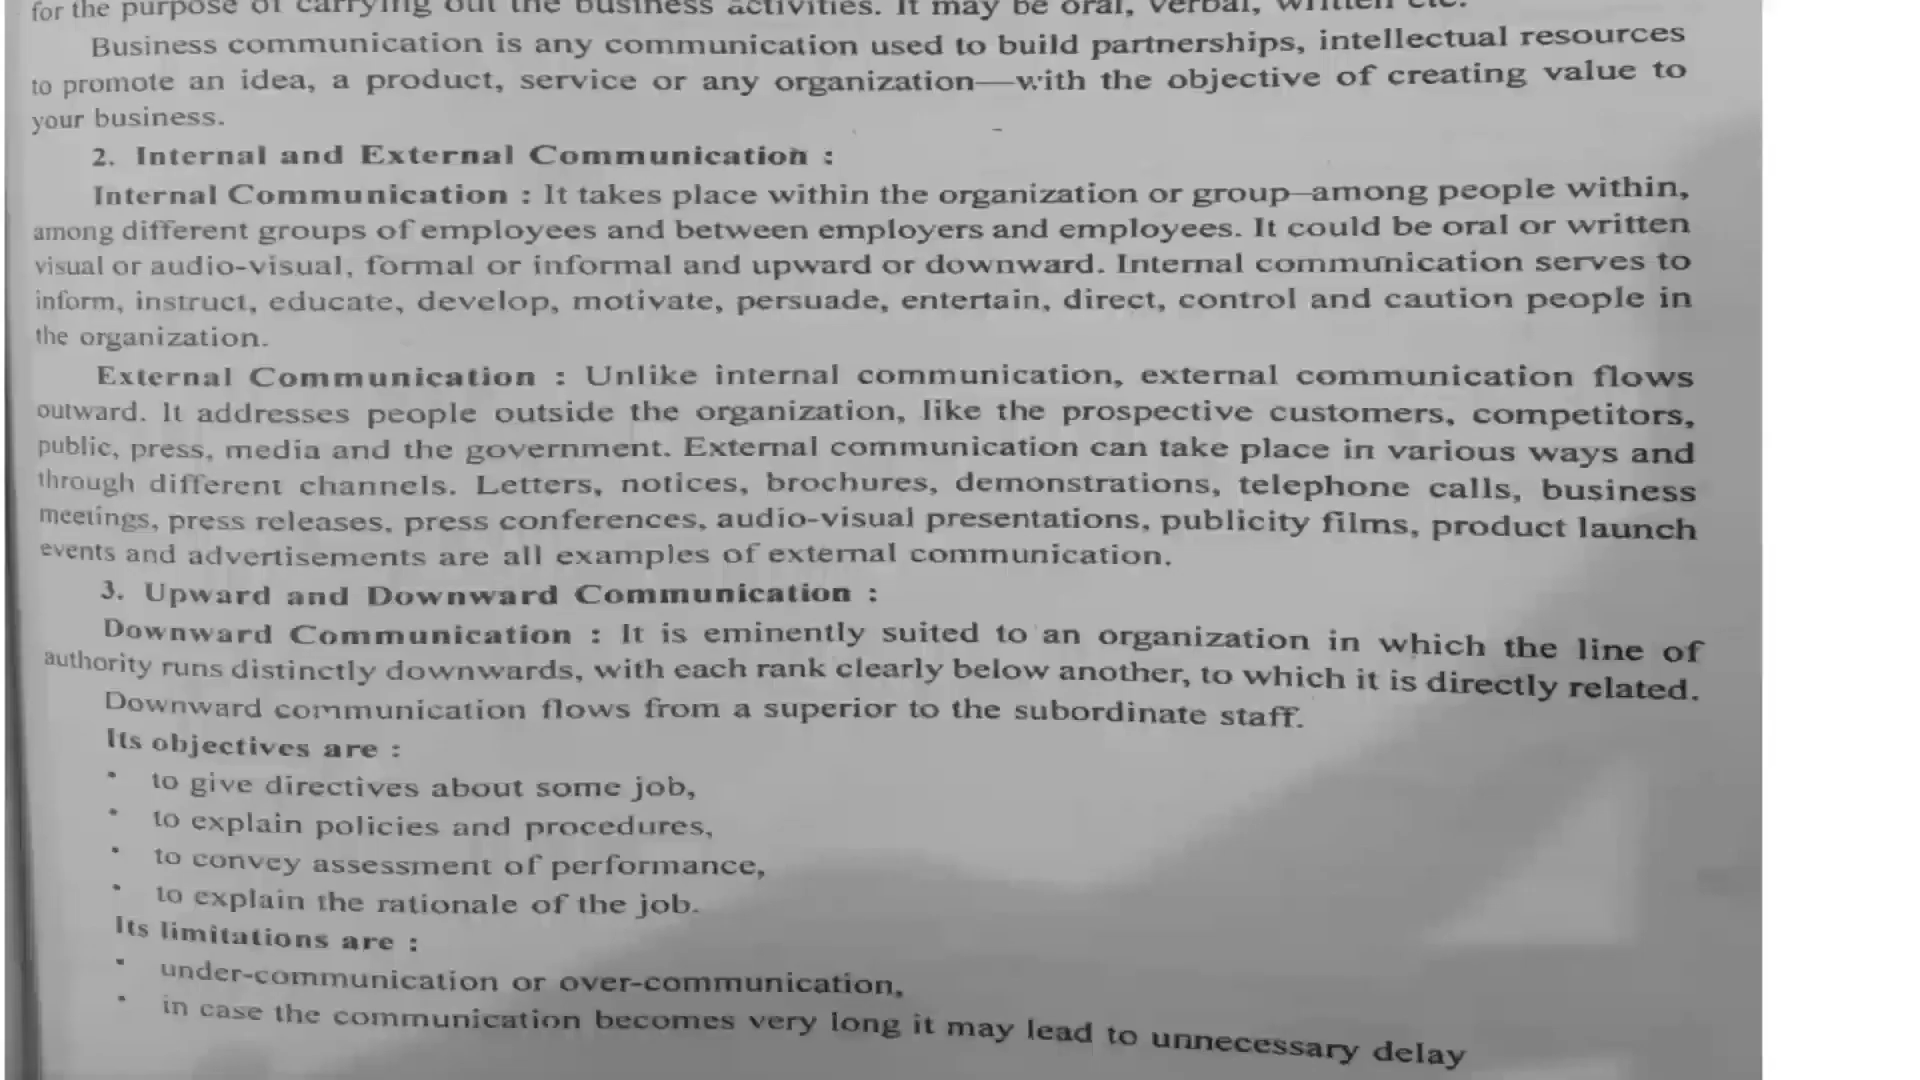 for the purpose of carrying out the business activities. It may be oral, verbal, written etc.
Business communication is any communication used to build partnerships, intellectual resources
to promote an idea, a product, service or any organization—with the objective of creating value to
your business.
2. Internal and External Communication :
Internal Communication : It takes place within the organization or group—among people within,
among different groups of employees and between employers and employees. It could be oral or written
visual or audio-visual, formal or informal and upward or downward. Internal communication serves to
inform, instruct, educate, develop, motivate, persuade, entertain, direct, control and caution people in
the organization.
External Communication : Unlike internal communication, external communication flows
outward. It addresses people outside the organization, like the prospective customers, competitors,
public, press, media and the government. External communication can take place in various ways and
through different channels. Letters, notices, brochures, demonstrations, telephone calls, business
meetings, press releases, press conferences, audio-visual presentations, publicity films, product launch
events and advertisements are all examples of external communication.
3. Upward and Downward Communication :
Downward Communication : It is eminently suited to an organization in which the line of
authority runs distinctly downwards, with each rank clearly below another, to which it is directly related.
Downward communication flows from a superior to the subordinate staff.
Its objectives are :
• to give directives about some job,
• to explain policies and procedures,
• to convey assessment of performance,
• to explain the rationale of the job.
Its limitations are :
• under-communication or over-communication,
• in case the communication becomes very long it may lead to unnecessary delay